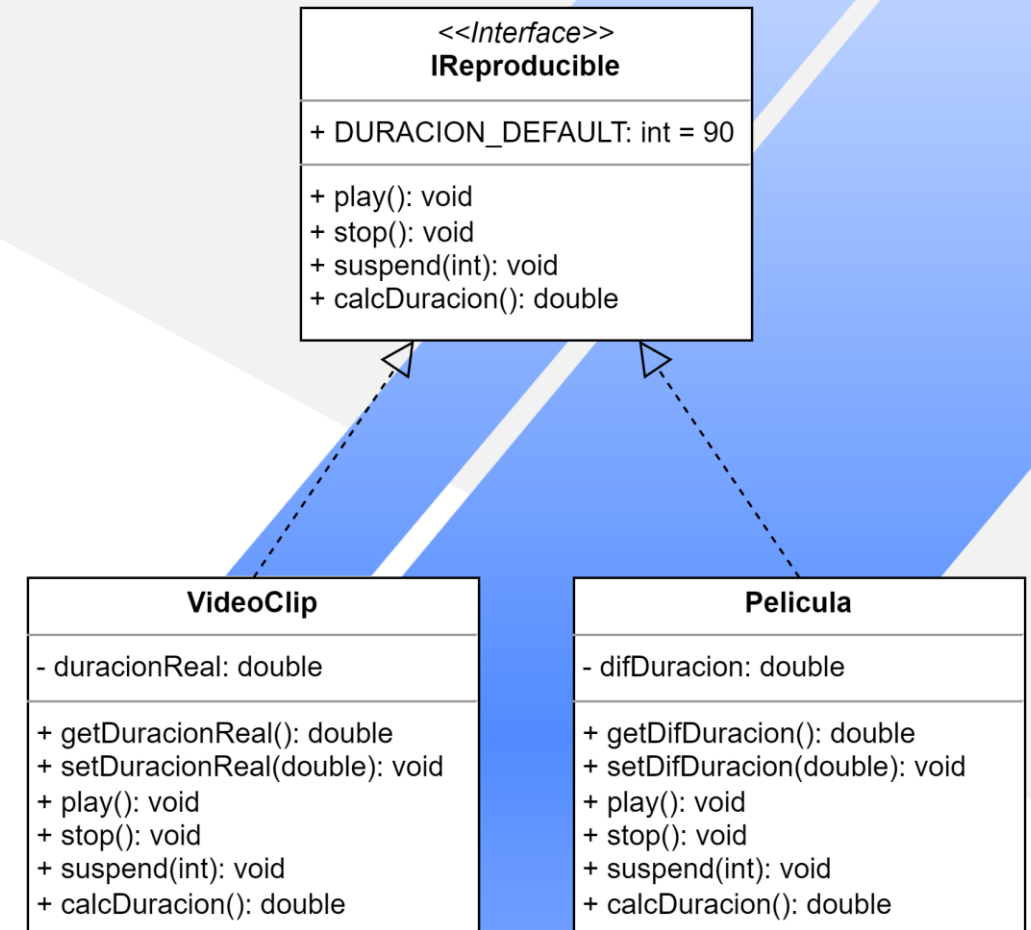 <<Interface>>
IReproducible
+ DURACION_DEFAULT: int = 90
+ play(): void
+ stop(): void
+ suspend(int): void
+ calcDuracion(): double
VideoClip
- duracionReal: double
+ getDuracionReal(): double
+ setDuracionReal(double): void
+ play(): void
+ stop(): void
+ suspend(int): void
+ calcDuracion(): double
Pelicula
- difDuracion: double
+ getDifDuracion(): double
+ setDifDuracion(double): void
+ play(): void
+ stop(): void
+ suspend(int): void
+ calcDuracion(): double